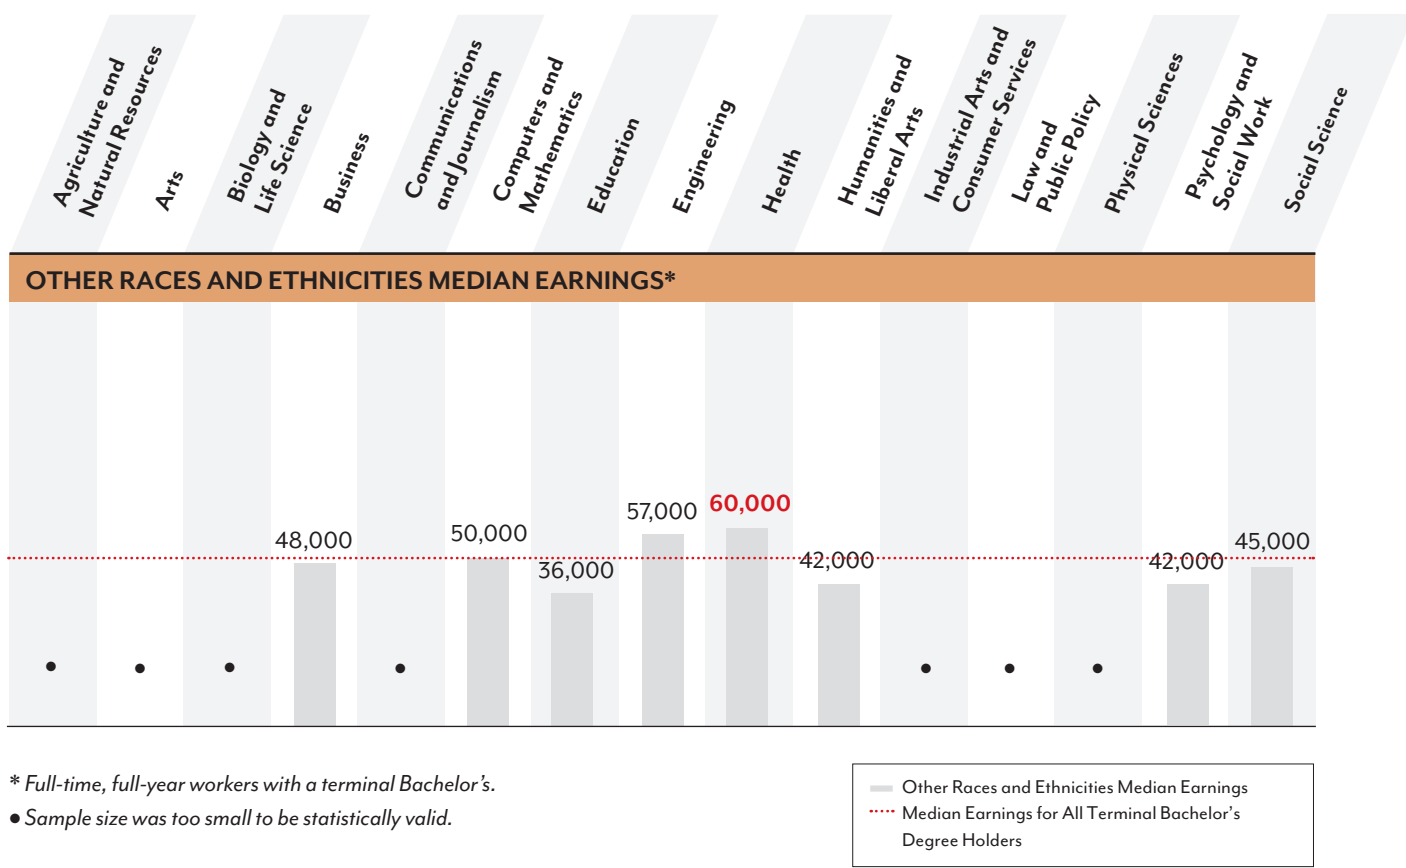 Agriculture and
Natural Resources
Arts
Biology and
Life Science
Business
Communications
and Journalism
Computers and
Mathematics
Education
Engineering
Health
Humanities and
Liberal Arts
Industrial Arts and
Consumer Services
Law and
Public Policy
Physical Sciences
Psychology and
Social Work
Social Science
OTHER RACES AND ETHNICITIES MEDIAN EARNINGS*
48,000
50,000
36,000
57,000
60,000
42,000
42,000
45,000
* Full-time, full-year workers with a terminal Bachelor's.
• Sample size was too small to be statistically valid.
Other Races and Ethnicities Median Earnings
Median Earnings for All Terminal Bachelor's
Degree Holders